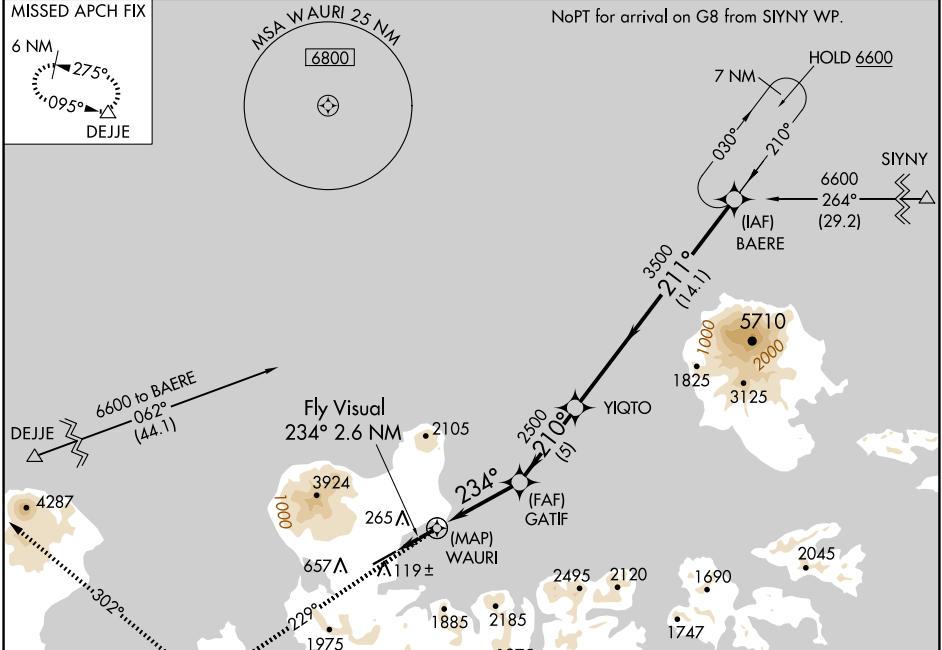 MISSED APCH FIX
6 NM
275°
095°
DEJJE
MSA WAURI 25 NM
6800
NoPT for arrival on G8 from SIYNY WP.
HOLD 6600
7 NM
030°
210°
SIYNY
6600
264°
(29.2)
(IAF)
BAERE
3500
211°
(14.1)
5710
1000
2000
1825
3125
YIQTO
2500
210°
(5)
6600 to BAERE
062°
(44.1)
DEJJE
Fly Visual
234° 2.6 NM
2105
234°
(FAF)
GATIF
3924
1000
4287
265
(MAP)
WAURI
657
119±
2045
2495
2120
1690
302°
229°
1885
2185
1747
1975